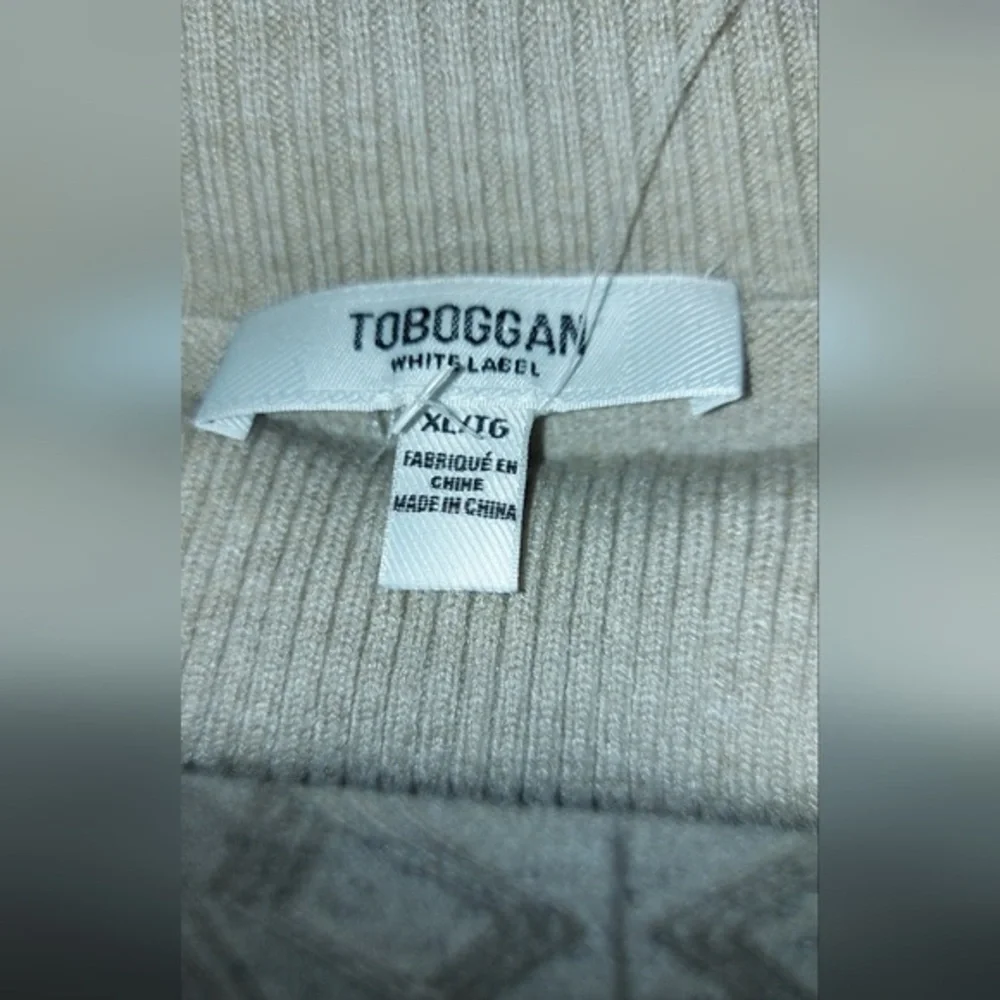 TOBOGGAN
WHITE LABEL
XL/TG
FABRIQUÉ EN
CHINE
MADE IN CHINA